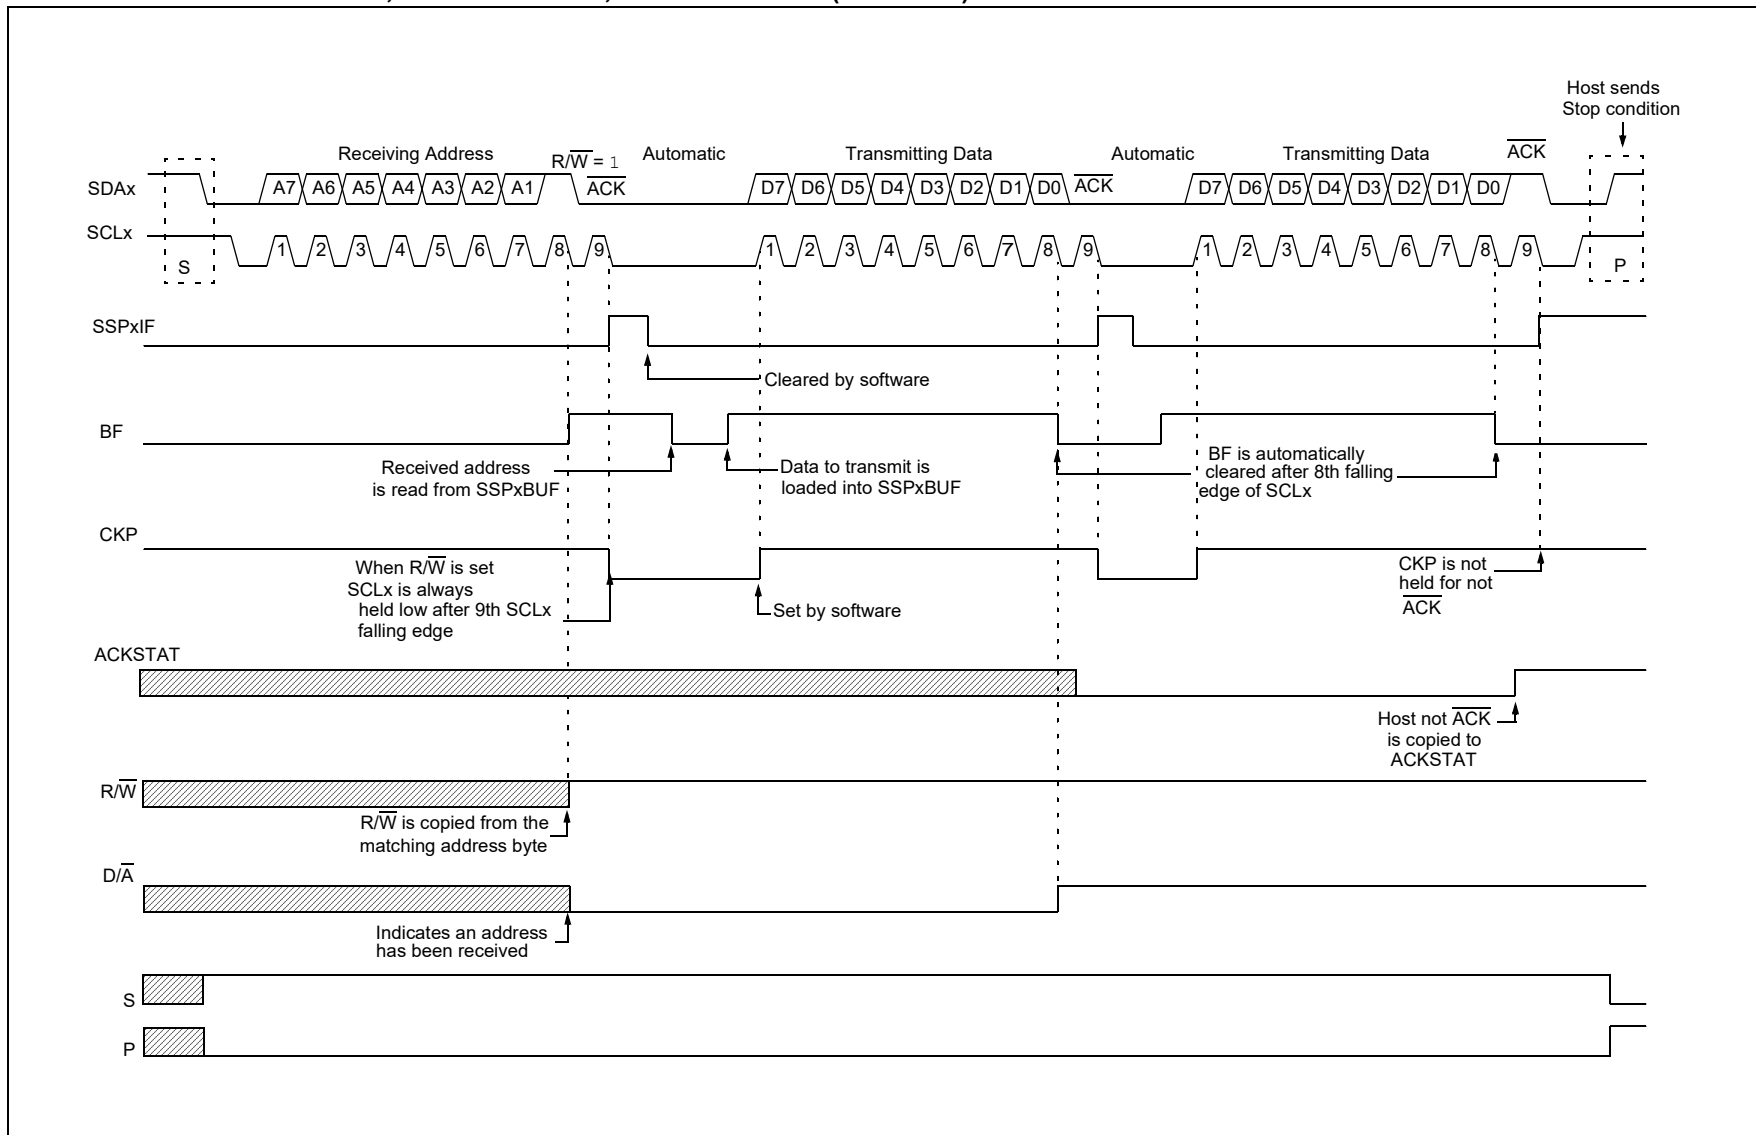 Host sends
Stop condition
Receiving Address
R/W = 1
Automatic
Transmitting Data
Automatic
Transmitting Data
ACK
SDAx
A7 A6 A5 A4 A3 A2 A1
ACK
D7 D6 D5 D4 D3 D2 D1 D0
ACK
D7 D6 D5 D4 D3 D2 D1 D0
SCLx
S
1 2 3 4 5 6 7 8 9
1 2 3 4 5 6 7 8 9
1 2 3 4 5 6 7 8 9
P
SSPxIF
Cleared by software
BF
Received address
is read from SSPxBUF
Data to transmit is
loaded into SSPxBUF
BF is automatically
cleared after 8th falling
edge of SCLx
CKP
When R/W is set
SCLx is always
held low after 9th SCLx
falling edge
Set by software
CKP is not
held for not
ACK
ACKSTAT
Host not ACK
is copied to
ACKSTAT
R/W
R/W is copied from the
matching address byte
D/A
Indicates an address
has been received
S
P